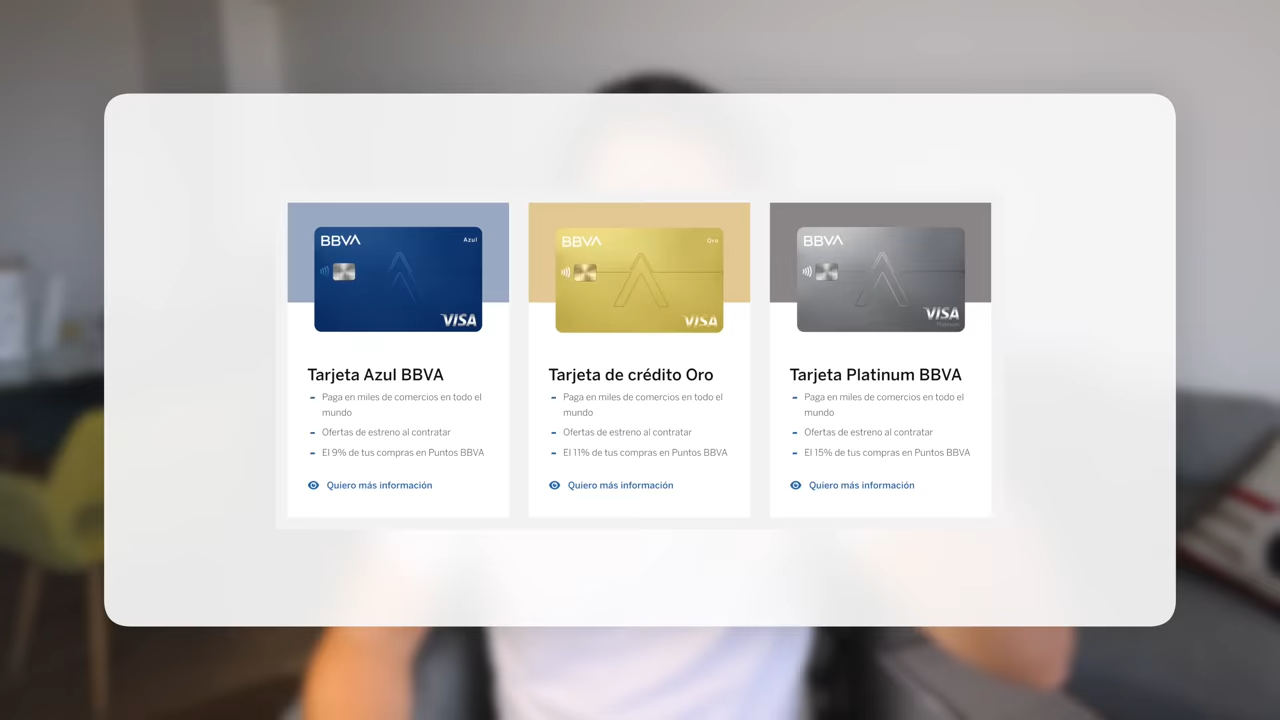 BBVA
Azul
VISA
Tarjeta Azul BBVA
- Paga en miles de comercios en todo el
mundo
- Ofertas de estreno al contratar
- El 9% de tus compras en Puntos BBVA
Quiero más información
BBVA
Oro
VISA
Tarjeta de crédito Oro
- Paga en miles de comercios en todo el
mundo
- Ofertas de estreno al contratar
- El 11% de tus compras en Puntos BBVA
Quiero más información
BBVA
VISA
Platinum
Tarjeta Platinum BBVA
- Paga en miles de comercios en todo el
mundo
- Ofertas de estreno al contratar
- El 15% de tus compras en Puntos BBVA
Quiero más información